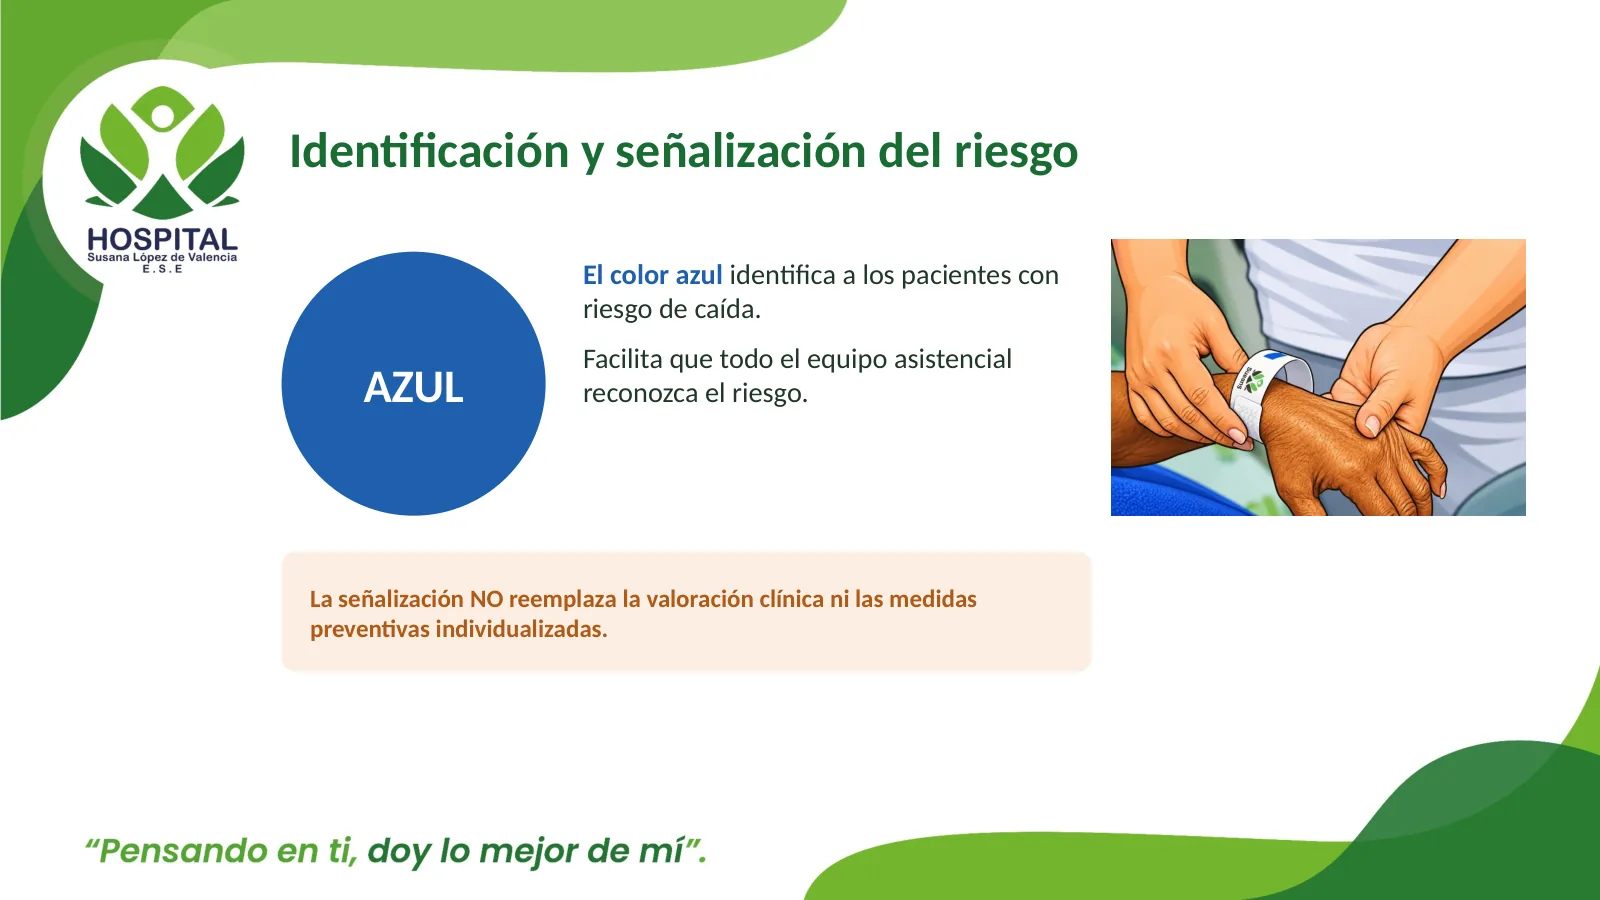 HOSPITAL
Susana López de Valencia
E.S.E
Identificación y señalización del riesgo
AZUL
El color azul identifica a los pacientes con
riesgo de caída.
Facilita que todo el equipo asistencial
reconozca el riesgo.
La señalización NO reemplaza la valoración clínica ni las medidas
preventivas individualizadas.
“Pensando en ti, doy lo mejor de mí”.